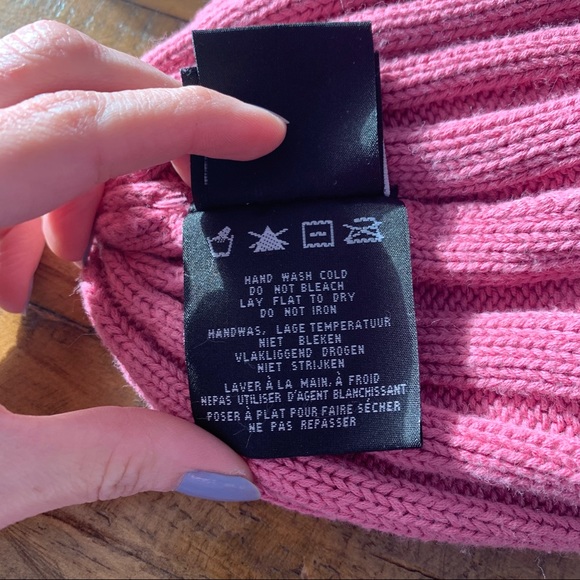 HAND WASH COLD
DO NOT BLEACH
LAY FLAT TO DRY
DO NOT IRON
HANDWAS, LAGE TEMPERATUUR
NIET BLEKEN
VLAKLIGGEND DROGEN
NIET STRIJKEN
LAVER À LA MAIN, À FROID
NEPAS UTILISER D'AGENT BLANCHISSANT
POSER À PLAT POUR FAIRE SÉCHER
NE PAS REPASSER